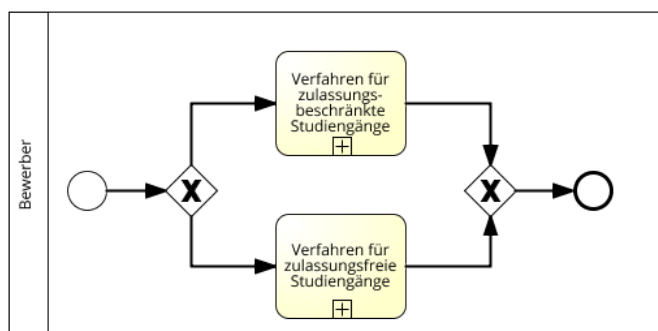 Bewerber
Verfahren für
zulassungs-
beschränkte
Studiengänge
Verfahren für
zulassungsfreie
Studiengänge